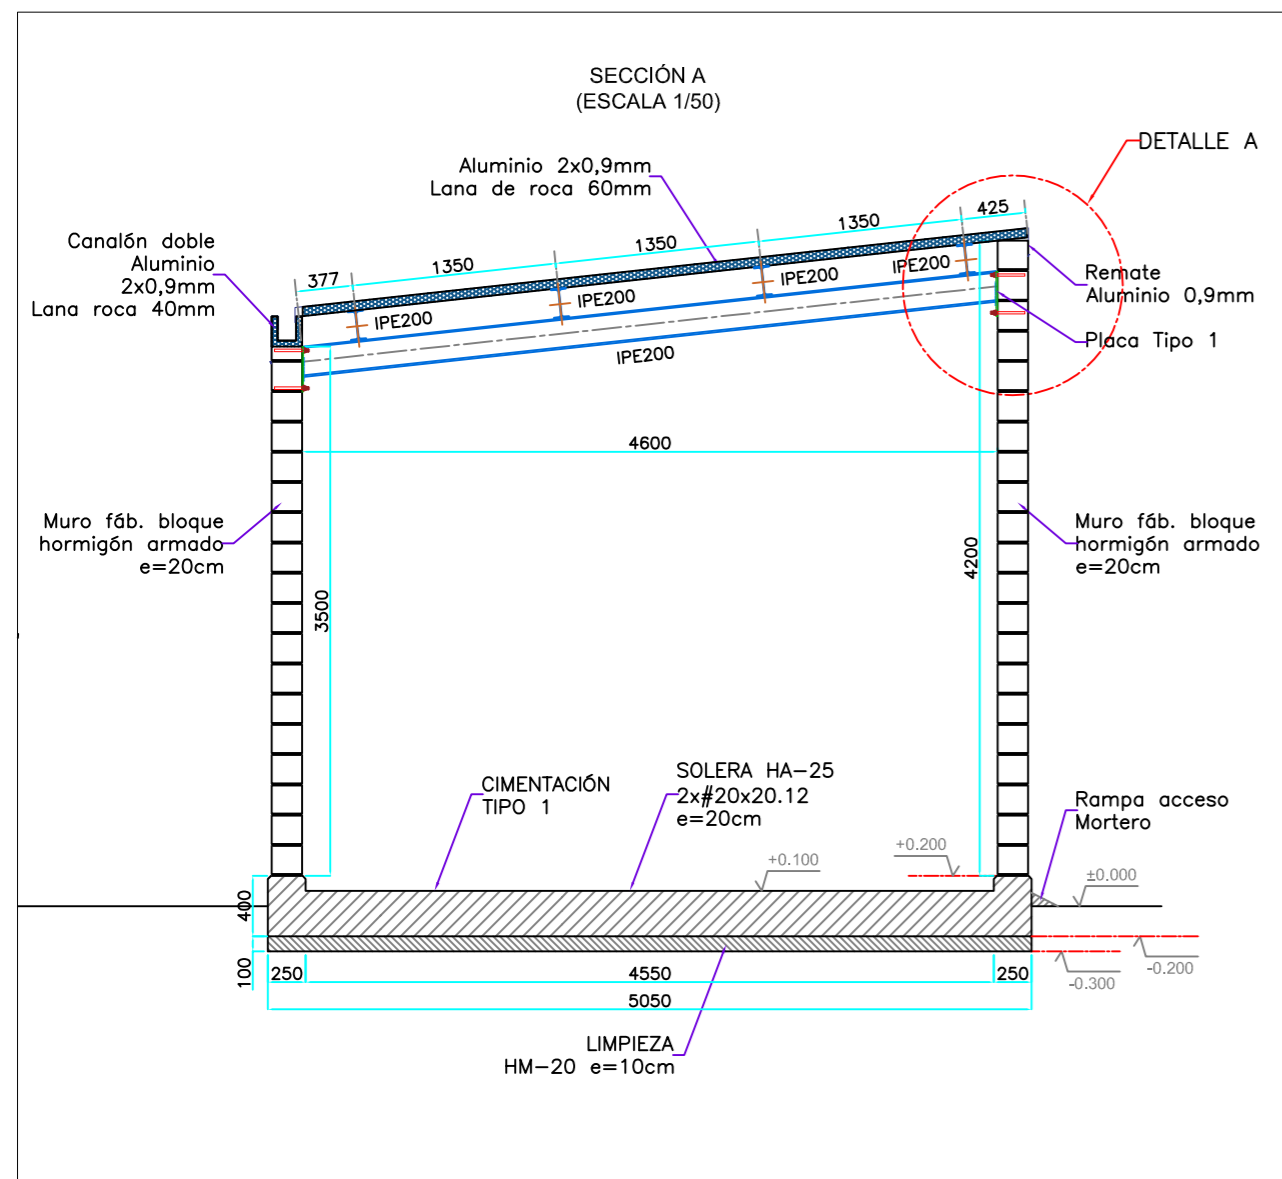 SECCIÓN A
(ESCALA 1/50)
DETALLE A
Aluminio 2x0,9mm
Lana de roca 60mm
Canalón doble
Aluminio
2x0,9mm
Lana roca 40mm
377
1350
1350
1350
425
IPE200
IPE200
IPE200
IPE200
IPE200
Remate
Aluminio 0,9mm
Placa Tipo 1
4600
Muro fáb. bloque
hormigón armado
e=20cm
Muro fáb. bloque
hormigón armado
e=20cm
3500
4200
CIMENTACIÓN
TIPO 1
SOLERA HA-25
2x#20x20.12
e=20cm
Rampa acceso
Mortero
+0.100
+0.200
±0.000
400
100
250
4550
250
-0.200
-0.300
5050
LIMPIEZA
HM-20 e=10cm